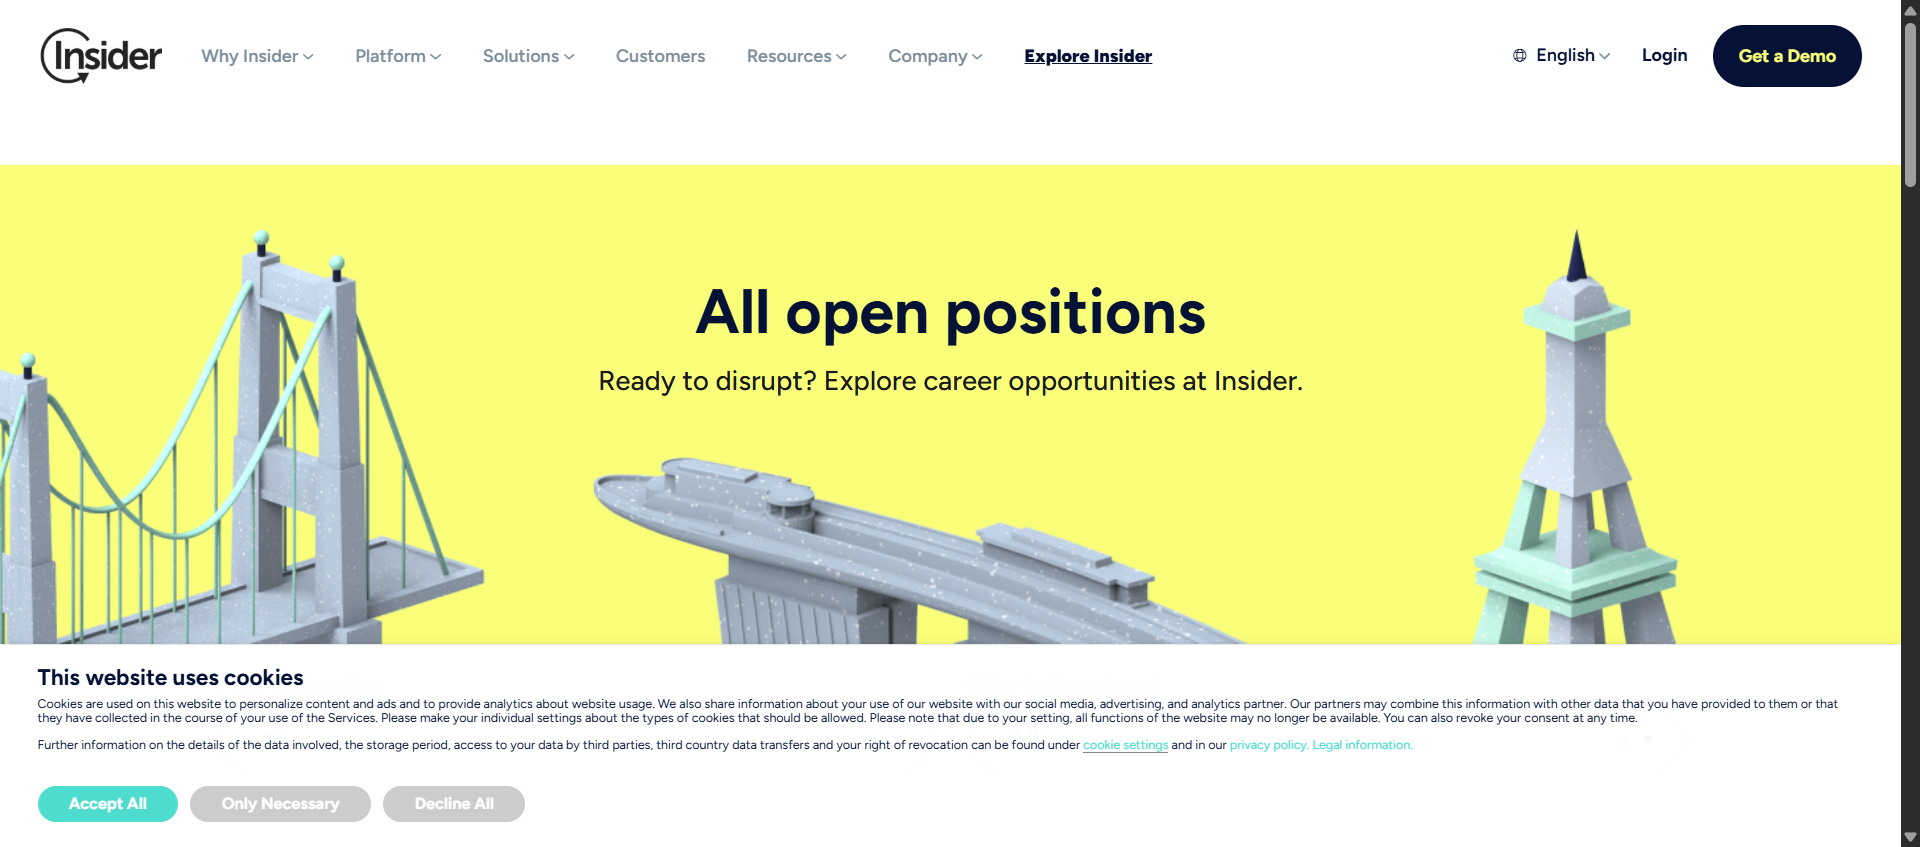 Insider
Why Insider
Platform
Solutions
Customers
Resources
Company
Explore Insider
English
Login
Get a Demo
All open positions
Ready to disrupt? Explore career opportunities at Insider.
This website uses cookies
Cookies are used on this website to personalize content and ads and to provide analytics about website usage. We also share information about your use of our website with our social media, advertising, and analytics partner. Our partners may combine this information with other data that you have provided to them or that
they have collected in the course of your use of the Services. Please make your individual settings about the types of cookies that should be allowed. Please note that due to your setting, all functions of the website may no longer be available. You can also revoke your consent at any time.
Further information on the details of the data involved, the storage period, access to your data by third parties, third country data transfers and your right of revocation can be found under cookie settings and in our privacy policy. Legal information.
Accept All
Only Necessary
Decline All